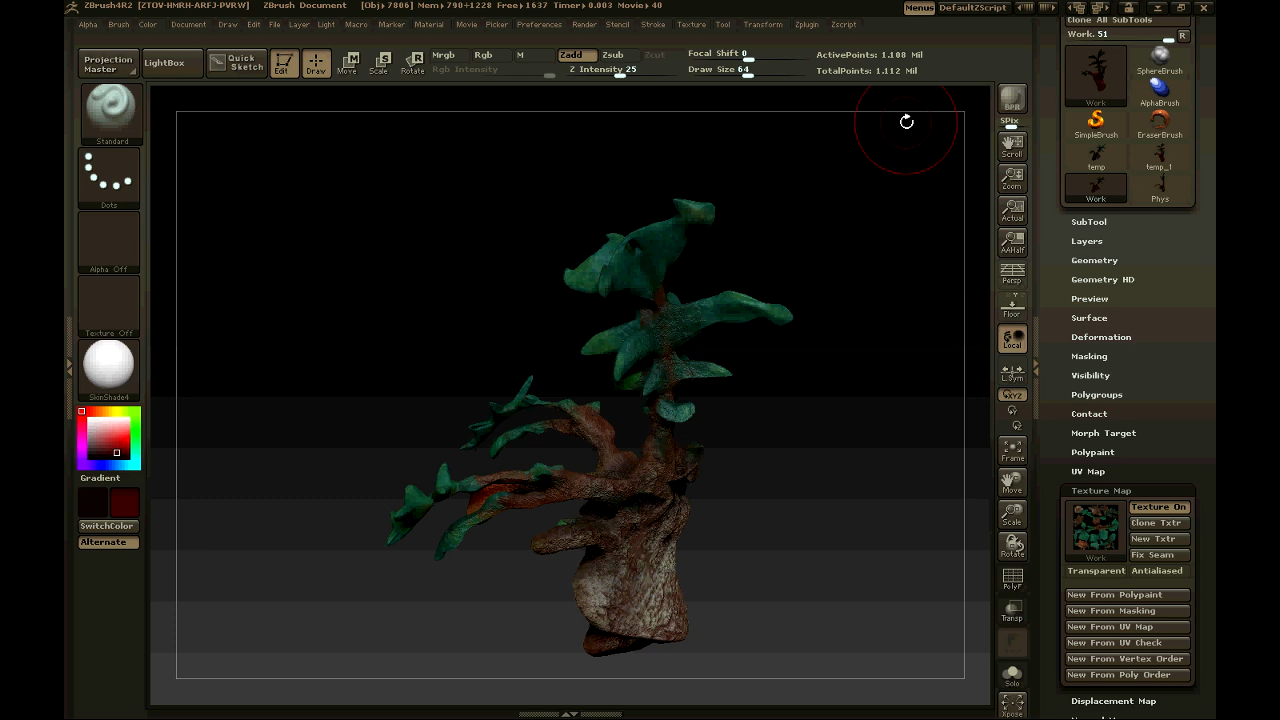 ZBrush4R2 [ZTOV-HMRH-ARFJ-PVRW] ZBrush Document [Obj▸7806] Mem▸790+1228 Free▸1637 Timer▸0.003 Movie▸40 Menus DefaultZScript
Alpha Brush Color Document Draw Edit File Layer Light Macro Marker Material Movie Picker Preferences Render Stencil Stroke Texture Tool Transform Zplugin Zscript
Clone All SubTools
Work. 51 R
Projection Master
LightBox
Quick Sketch
Edit
Draw
Move
Scale
Rotate
Mrgb Rgb M
Rgb Intensity
Zadd Zsub Zcut
Z Intensity 25
Focal Shift 0
Draw Size 64
ActivePoints: 1.108 Mil
TotalPoints: 1.112 Mil
Standard
Dots
Alpha Off
Texture Off
SkinShade4
Gradient
SwitchColor
Alternate
BPR
SPix
Scroll
Zoom
Actual
AAHalf
Persp
Floor
Local
L.Sym
XYZ
Frame
Move
Scale
Rotate
PolyF
Transp
Solo
Xpose
Work
SphereBrush
AlphaBrush
SimpleBrush
EraserBrush
temp
temp_1
Work
Phys
SubTool
Layers
Geometry
Geometry HD
Preview
Surface
Deformation
Masking
Visibility
Polygroups
Contact
Morph Target
Polypaint
UV Map
Texture Map
Texture On
Clone Txtr
New Txtr
Work
Fix Seam
Transparent Antialiased
New From Polypaint
New From Masking
New From UV Map
New From UV Check
New From Vertex Order
New From Poly Order
Displacement Map